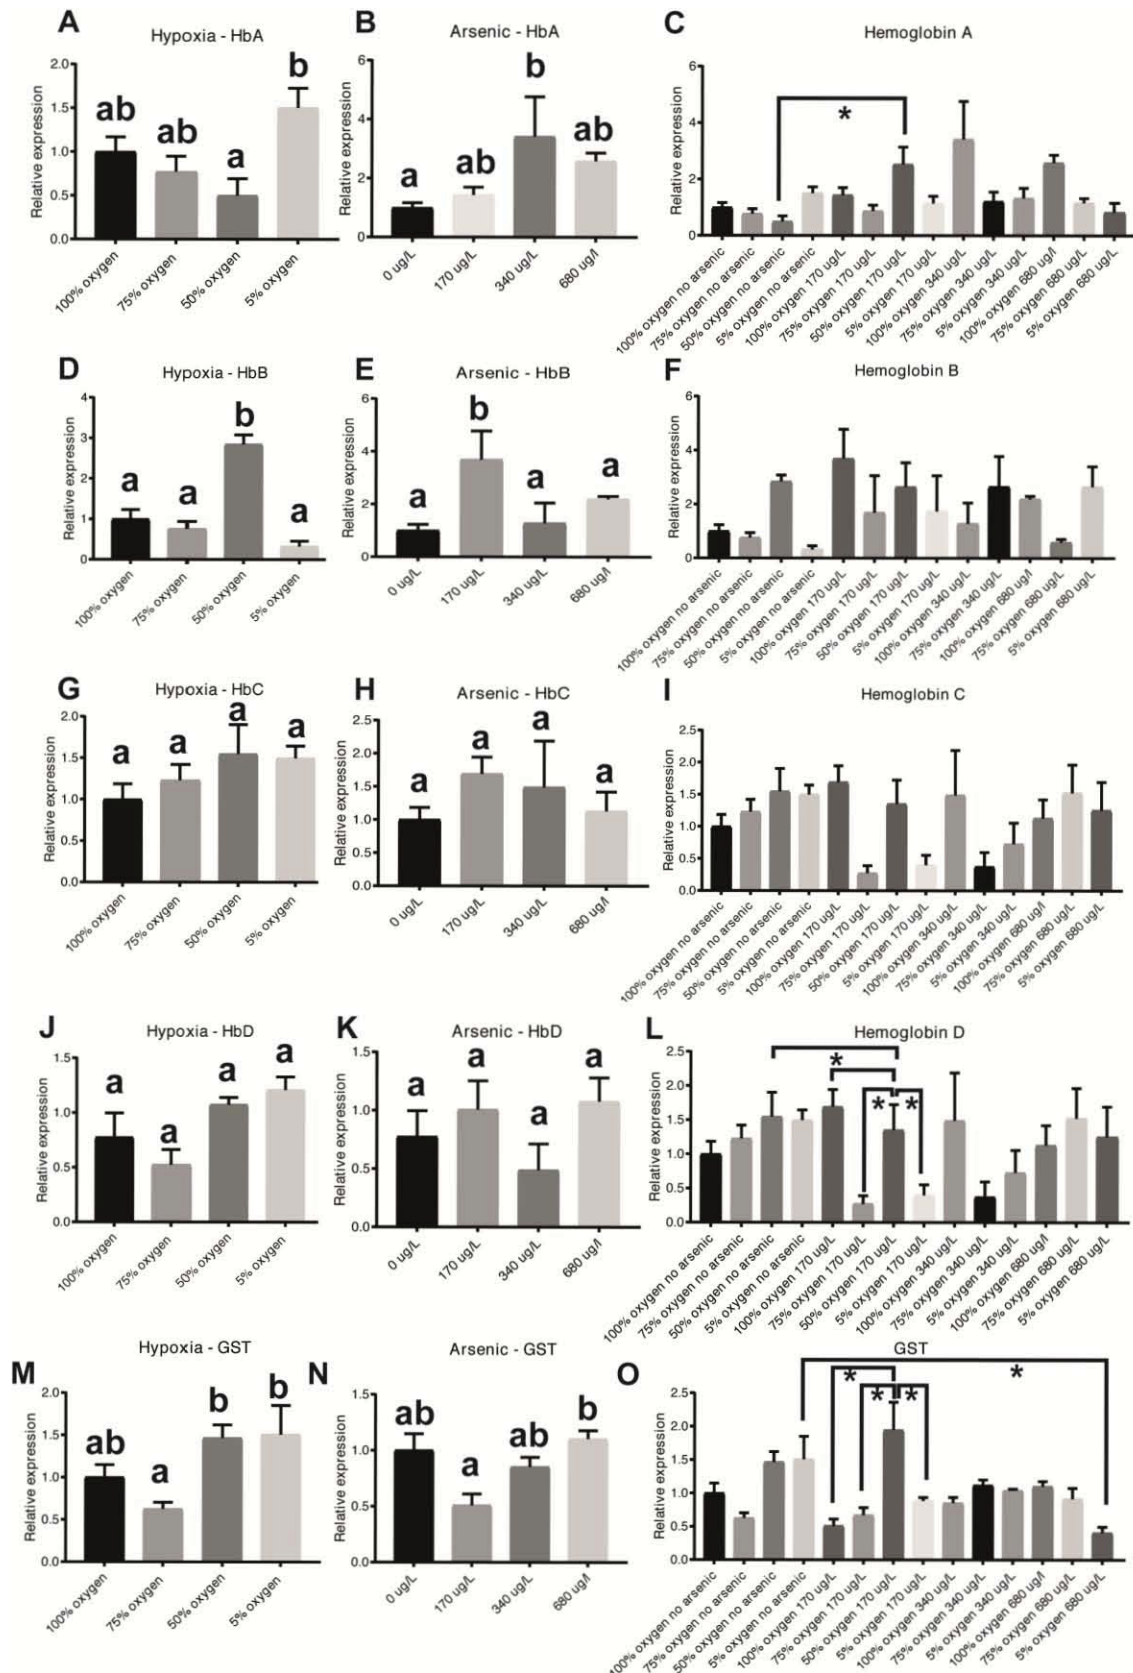 A
Hypoxia - HbA
Relative expression
2.0
1.5
1.0
0.5
0.0
ab
ab
a
b
100% oxygen
75% oxygen
50% oxygen
5% oxygen
B
Arsenic - HbA
Relative expression
6
4
2
0
a
ab
b
ab
0 ug/L
170 ug/L
340 ug/L
680 ug/l
C
Hemoglobin A
Relative expression
6
4
2
0
*
100% oxygen no arsenic
75% oxygen no arsenic
50% oxygen no arsenic
5% oxygen no arsenic
100% oxygen 170 ug/L
75% oxygen 170 ug/L
50% oxygen 170 ug/L
5% oxygen 170 ug/L
100% oxygen 340 ug/L
75% oxygen 340 ug/L
5% oxygen 340 ug/L
100% oxygen 680 ug/l
75% oxygen 680 ug/L
5% oxygen 680 ug/L
D
Hypoxia - HbB
Relative expression
4
3
2
1
0
a
a
b
a
100% oxygen
75% oxygen
50% oxygen
5% oxygen
E
Arsenic - HbB
Relative expression
6
4
2
0
a
b
a
a
0 ug/L
170 ug/L
340 ug/L
680 ug/l
F
Hemoglobin B
Relative expression
6
4
2
0
100% oxygen no arsenic
75% oxygen no arsenic
50% oxygen no arsenic
5% oxygen no arsenic
100% oxygen 170 ug/L
75% oxygen 170 ug/L
50% oxygen 170 ug/L
5% oxygen 170 ug/L
100% oxygen 340 ug/L
75% oxygen 340 ug/L
100% oxygen 680 ug/l
75% oxygen 680 ug/L
5% oxygen 680 ug/L
G
Hypoxia - HbC
Relative expression
2.0
1.5
1.0
0.5
0.0
a
a
a
a
100% oxygen
75% oxygen
50% oxygen
5% oxygen
H
Arsenic - HbC
Relative expression
2.5
2.0
1.5
1.0
0.5
0.0
a
a
a
a
0 ug/L
170 ug/L
340 ug/L
680 ug/l
I
Hemoglobin C
Relative expression
2.5
2.0
1.5
1.0
0.5
0.0
100% oxygen no arsenic
75% oxygen no arsenic
50% oxygen no arsenic
5% oxygen no arsenic
100% oxygen 170 ug/L
75% oxygen 170 ug/L
50% oxygen 170 ug/L
5% oxygen 170 ug/L
100% oxygen 340 ug/L
75% oxygen 340 ug/L
5% oxygen 340 ug/L
100% oxygen 680 ug/l
75% oxygen 680 ug/L
5% oxygen 680 ug/L
J
Hypoxia - HbD
Relative expression
1.5
1.0
0.5
0.0
a
a
a
a
100% oxygen
75% oxygen
50% oxygen
5% oxygen
K
Arsenic - HbD
Relative expression
1.5
1.0
0.5
0.0
a
a
a
a
0 ug/L
170 ug/L
340 ug/L
680 ug/l
L
Hemoglobin D
Relative expression
2.5
2.0
1.5
1.0
0.5
0.0
*
*
*
100% oxygen no arsenic
75% oxygen no arsenic
50% oxygen no arsenic
5% oxygen no arsenic
100% oxygen 170 ug/L
75% oxygen 170 ug/L
50% oxygen 170 ug/L
5% oxygen 170 ug/L
100% oxygen 340 ug/L
75% oxygen 340 ug/L
5% oxygen 340 ug/L
100% oxygen 680 ug/l
75% oxygen 680 ug/L
5% oxygen 680 ug/L
M
Hypoxia - GST
Relative expression
2.0
1.5
1.0
0.5
0.0
ab
a
b
b
100% oxygen
75% oxygen
50% oxygen
5% oxygen
N
Arsenic - GST
Relative expression
1.5
1.0
0.5
0.0
ab
a
ab
b
0 ug/L
170 ug/L
340 ug/L
680 ug/l
O
GST
Relative expression
2.5
2.0
1.5
1.0
0.5
0.0
*
*
*
*
100% oxygen no arsenic
75% oxygen no arsenic
50% oxygen no arsenic
5% oxygen no arsenic
100% oxygen 170 ug/L
75% oxygen 170 ug/L
50% oxygen 170 ug/L
5% oxygen 170 ug/L
100% oxygen 340 ug/L
75% oxygen 340 ug/L
5% oxygen 340 ug/L
100% oxygen 680 ug/l
75% oxygen 680 ug/L
5% oxygen 680 ug/L